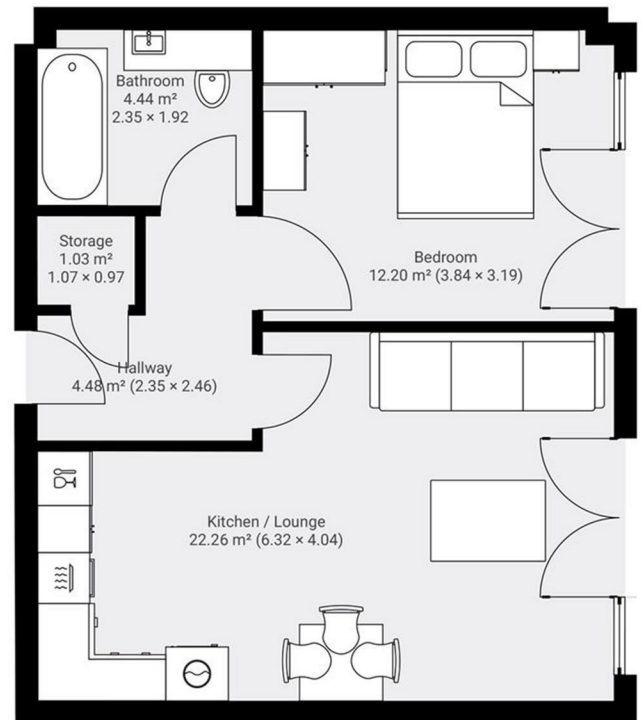 Bathroom
4.44 m²
2.35 × 1.92
Storage
1.03 m²
1.07 × 0.97
Bedroom
12.20 m² (3.84 × 3.19)
Hallway
4.48 m² (2.35 × 2.46)
Kitchen / Lounge
22.26 m² (6.32 × 4.04)